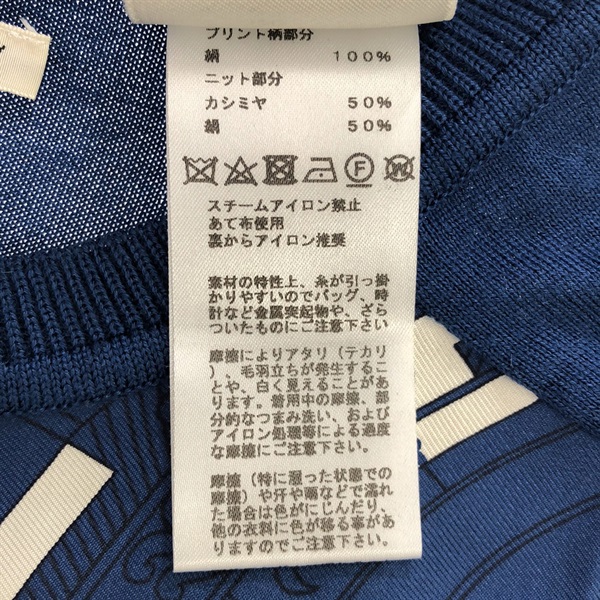 プリント柄部分
絹 100%
ニット部分
カシミヤ 50%
絹 50%
F W
スチームアイロン禁止
あて布使用
裏からアイロン推奨
素材の特性上、糸が引っ掛
かりやすいのでバッグ、時
計など金属突起物や、ざら
ついたものにご注意下さい
摩擦によりアタリ（テカリ
）、毛羽立ちが発生するこ
とや、白く見えることがあ
ります。着用中の摩擦、部
分的なつまみ洗い、および
アイロン処理等による過度
な摩擦にご注意下さい。
摩擦（特に湿った状態での
摩擦）や汗や雨などで濡れ
た場合は色がにじんだり、
他の衣料に色が移る事があ
りますのでご注意下さい